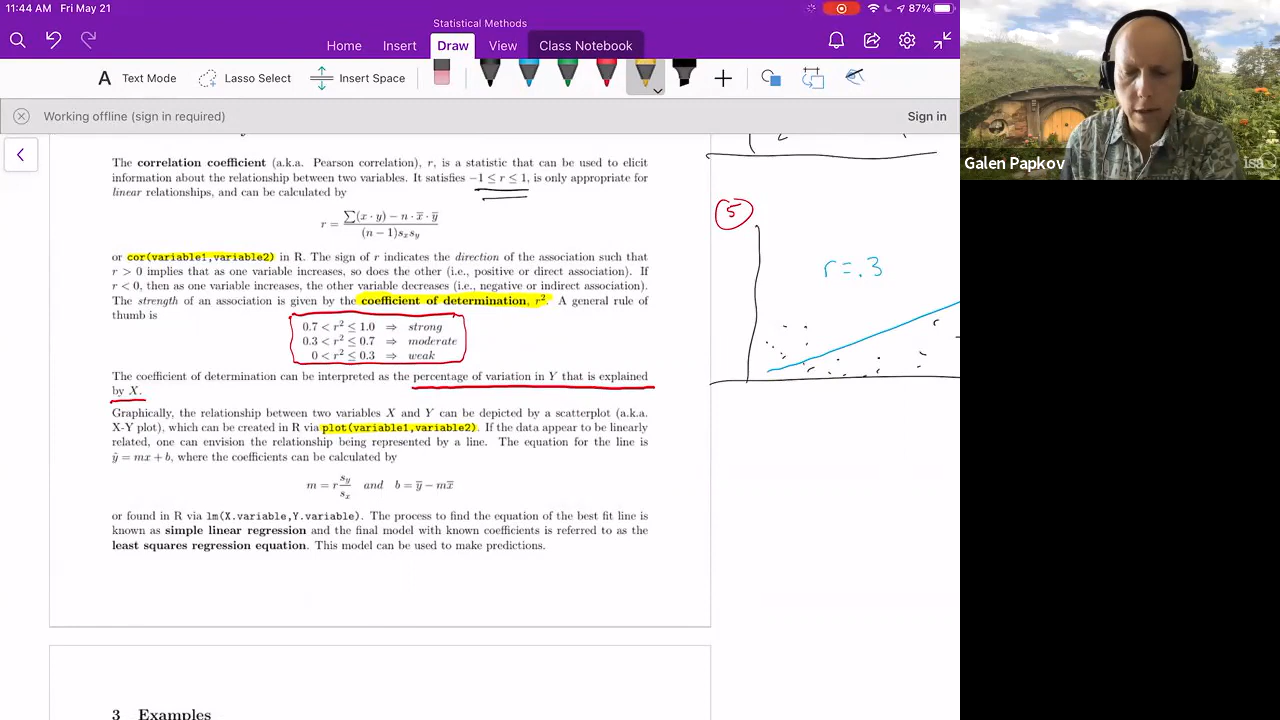 11:44 AM Fri May 21
Statistical Methods
87%
Home Insert Draw View Class Notebook
A Text Mode Lasso Select Insert Space
Working offline (sign in required) Sign in
The correlation coefficient (a.k.a. Pearson correlation), r, is a statistic that can be used to elicit
information about the relationship between two variables. It satisfies −1 ≤ r ≤ 1, is only appropriate for
linear relationships, and can be calculated by
r = ∑(x · y) − n · x̅ · y̅ / (n − 1)sₓsᵧ
or cor(variable1,variable2) in R. The sign of r indicates the direction of the association such that
r > 0 implies that as one variable increases, so does the other (i.e., positive or direct association). If
r < 0, then as one variable increases, the other variable decreases (i.e., negative or indirect association).
The strength of an association is given by the coefficient of determination, r². A general rule of
thumb is
0.7 < r² ≤ 1.0 ⇒ strong
0.3 < r² ≤ 0.7 ⇒ moderate
0 < r² ≤ 0.3 ⇒ weak
The coefficient of determination can be interpreted as the percentage of variation in Y that is explained
by X.
Graphically, the relationship between two variables X and Y can be depicted by a scatterplot (a.k.a.
X-Y plot), which can be created in R via plot(variable1,variable2). If the data appear to be linearly
related, one can envision the relationship being represented by a line. The equation for the line is
ŷ = mx + b, where the coefficients can be calculated by
m = r sᵧ/sₓ and b = y̅ − mx̅
or found in R via lm(X.variable,Y.variable). The process to find the equation of the best fit line is
known as simple linear regression and the final model with known coefficients is referred to as the
least squares regression equation. This model can be used to make predictions.
3 Examples
5
r = .3
Galen Papkov